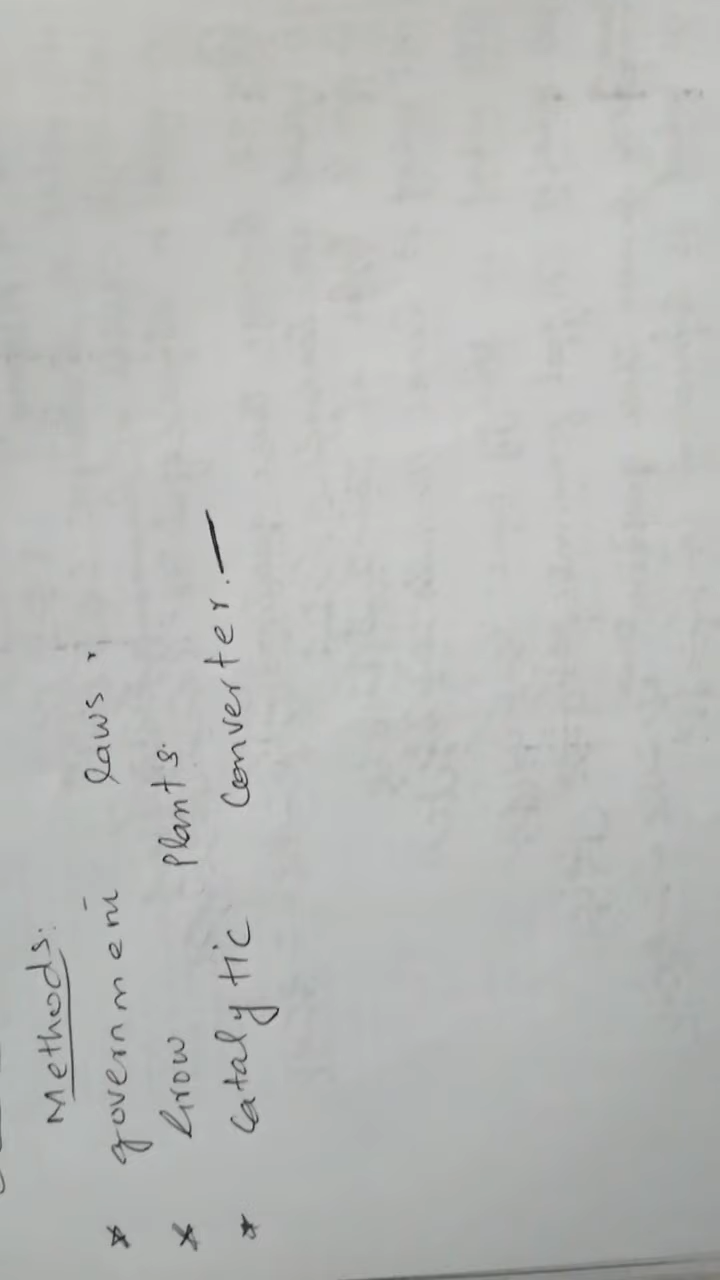 Methods:
* government laws.
* Grow Plants.
* Catalytic Converter. —